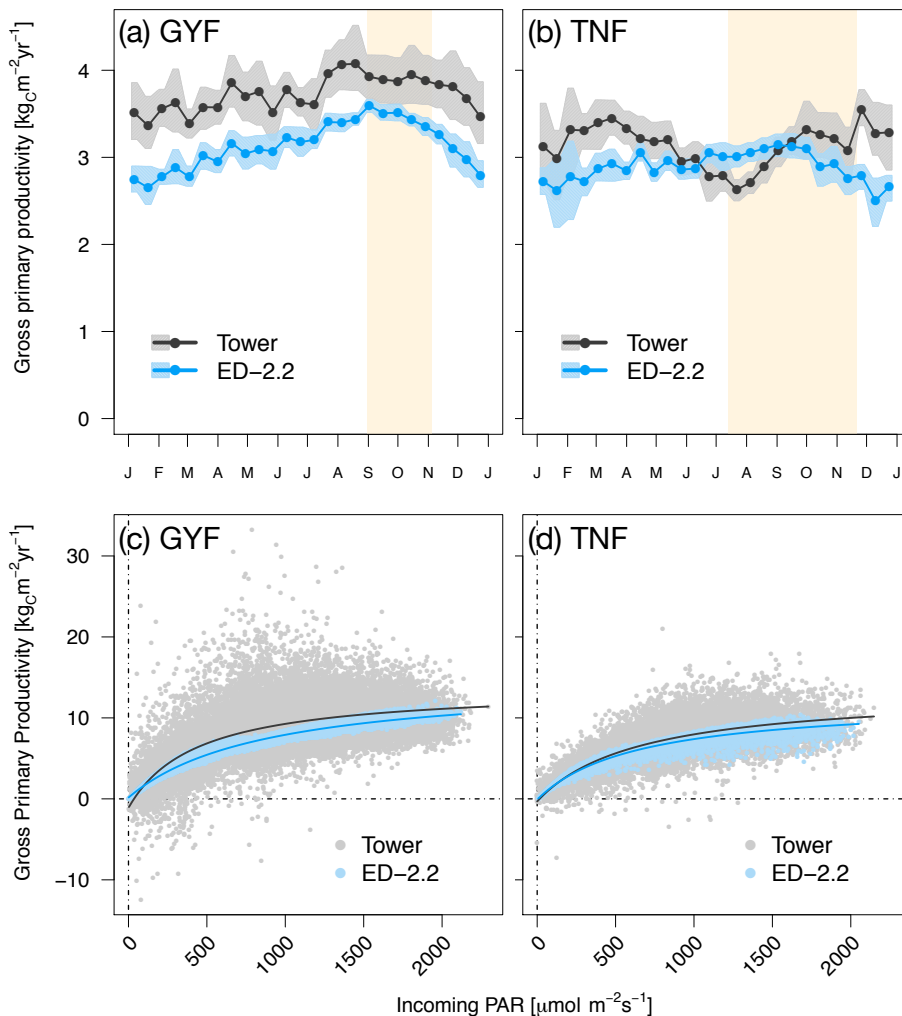 (a) GYF
(b) TNF
Gross primary productivity [kgCm−2yr−1]
4
3
2
1
0
Tower
ED−2.2
Tower
ED−2.2
J F M A M J J A S O N D J
J F M A M J J A S O N D J
(c) GYF
(d) TNF
Gross Primary Productivity [kgCm−2yr−1]
30
20
10
0
−10
Tower
ED−2.2
Tower
ED−2.2
0 500 1000 1500 2000
0 500 1000 1500 2000
Incoming PAR [μmol m−2s−1]